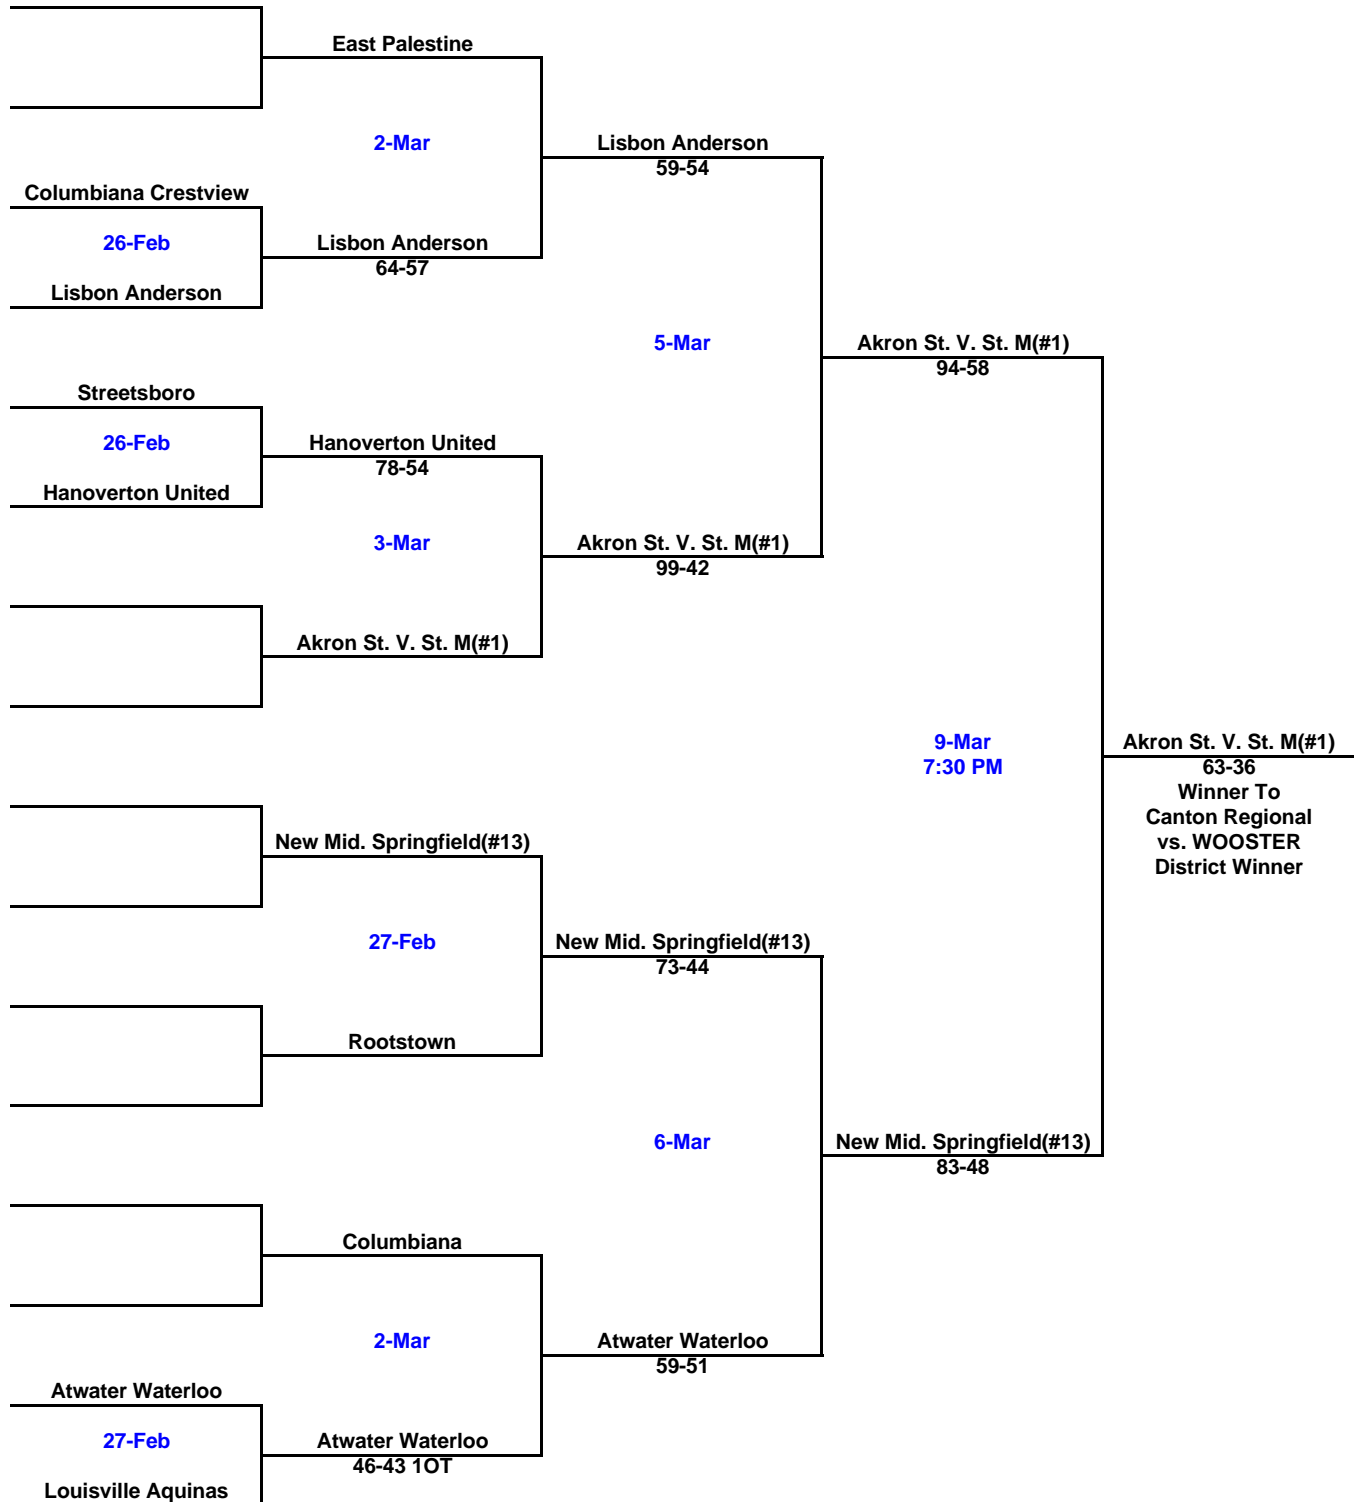 East Palestine
2-Mar
Lisbon Anderson
59-54
Columbiana Crestview
26-Feb
Lisbon Anderson
64-57
Lisbon Anderson
5-Mar
Akron St. V. St. M(#1)
94-58
Streetsboro
26-Feb
Hanoverton United
78-54
Hanoverton United
3-Mar
Akron St. V. St. M(#1)
99-42
Akron St. V. St. M(#1)
9-Mar
7:30 PM
Akron St. V. St. M(#1)
63-36
Winner To
Canton Regional
vs. WOOSTER
District Winner
New Mid. Springfield(#13)
27-Feb
New Mid. Springfield(#13)
73-44
Rootstown
6-Mar
New Mid. Springfield(#13)
83-48
Columbiana
2-Mar
Atwater Waterloo
59-51
Atwater Waterloo
27-Feb
Atwater Waterloo
46-43 1OT
Louisville Aquinas